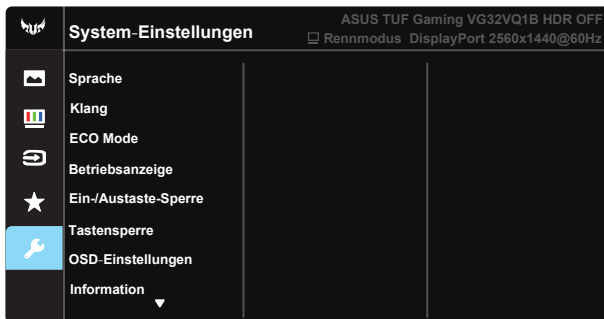 System-Einstellungen
ASUS TUF Gaming VG32VQ1B HDR OFF
Rennmodus DisplayPort 2560x1440@60Hz
Sprache
Klang
ECO Mode
Betriebsanzeige
Ein-/Austaste-Sperre
Tastensperre
OSD-Einstellungen
Information